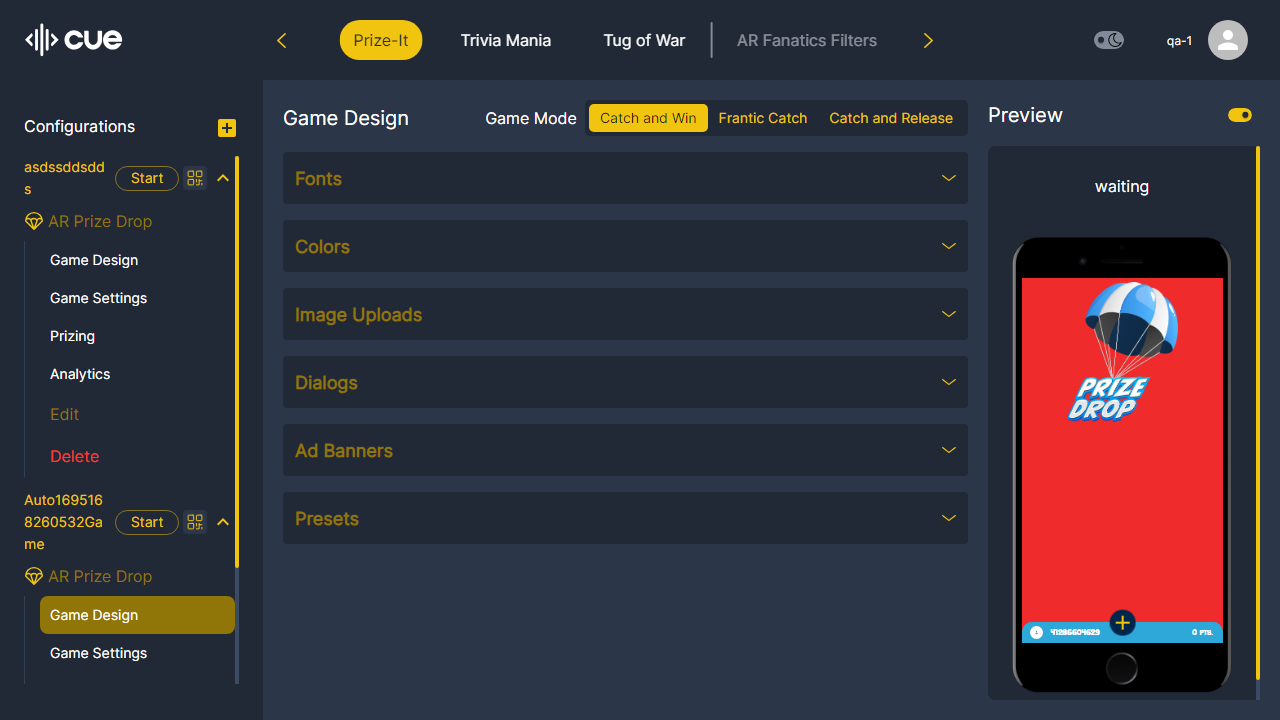 cue
Prize-It
Trivia Mania
Tug of War
AR Fanatics Filters
qa-1
Configurations
asdssddsdd
s
Start
AR Prize Drop
Game Design
Game Settings
Prizing
Analytics
Edit
Delete
Auto169516
8260532Ga
me
Start
AR Prize Drop
Game Design
Game Settings
Game Design
Game Mode
Catch and Win
Frantic Catch
Catch and Release
Fonts
Colors
Image Uploads
Dialogs
Ad Banners
Presets
Preview
waiting
PRIZE
DROP
41286604629
0 PTS.